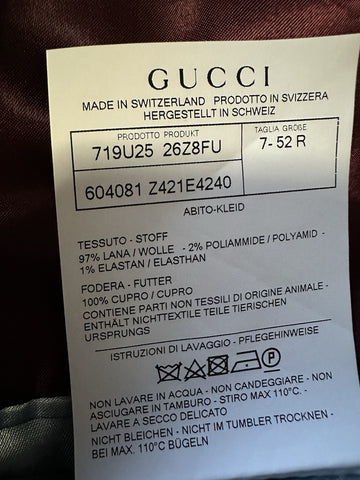 GUCCI
MADE IN SWITZERLAND PRODOTTO IN SVIZZERA
HERGESTELLT IN SCHWEIZ
PRODOTTO PRODUKT
719U25 26Z8FU
TAGLIA GRÖßE
7- 52 R
604081 Z421E4240
ABITO-KLEID
TESSUTO - STOFF
97% LANA / WOLLE - 2% POLIAMMIDE / POLYAMID -
1% ELASTAN / ELASTHAN
FODERA - FUTTER
100% CUPRO / CUPRO
CONTIENE PARTI NON TESSILI DI ORIGINE ANIMALE -
ENTHÄLT NICHTTEXTILE TEILE TIERISCHEN
URSPRUNGS
ISTRUZIONI DI LAVAGGIO - PFLEGEHINWEISE
P
NON LAVARE IN ACQUA - NON CANDEGGIARE - NON
ASCIUGARE IN TAMBURO - STIRO MAX 110°C. -
LAVARE A SECCO DELICATO
NICHT BLEICHEN - NICHT IM TUMBLER TROCKNEN -
BEI MAX. 110°C BÜGELN